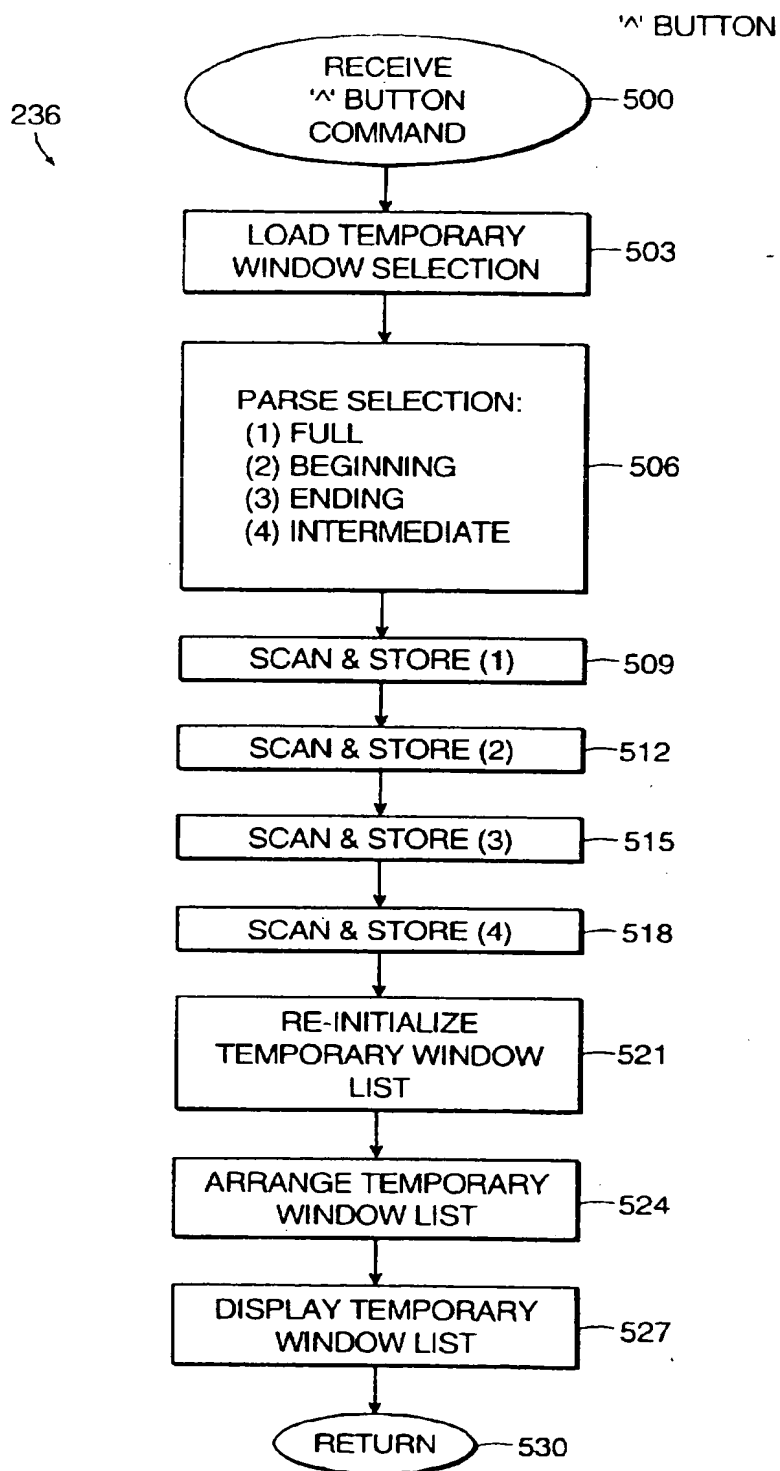 '^' BUTTON
RECEIVE
'^' BUTTON
COMMAND
500
236
LOAD TEMPORARY
WINDOW SELECTION
503
PARSE SELECTION:
(1) FULL
(2) BEGINNING
(3) ENDING
(4) INTERMEDIATE
506
SCAN & STORE (1)
509
SCAN & STORE (2)
512
SCAN & STORE (3)
515
SCAN & STORE (4)
518
RE-INITIALIZE
TEMPORARY WINDOW
LIST
521
ARRANGE TEMPORARY
WINDOW LIST
524
DISPLAY TEMPORARY
WINDOW LIST
527
RETURN
530